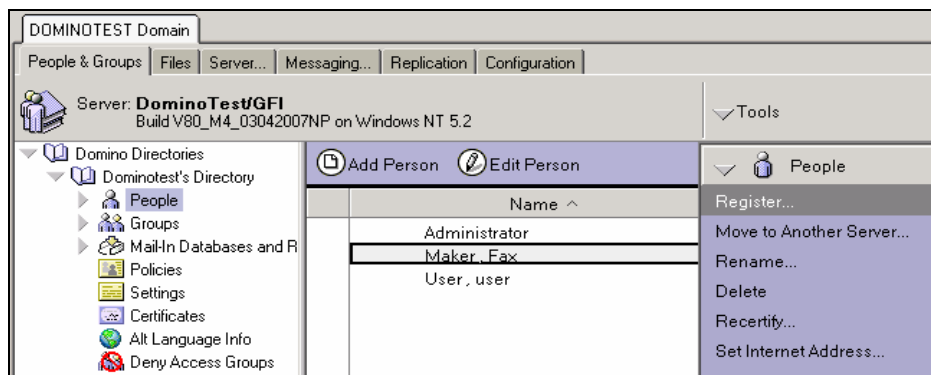 DOMINOTEST Domain
People & Groups Files Server... Messaging... Replication Configuration
Server: DominoTest/GFI
Build V80_M4_03042007NP on Windows NT 5.2
Tools
Domino Directories
Dominotest's Directory
People
Groups
Mail-In Databases and R
Policies
Settings
Certificates
Alt Language Info
Deny Access Groups
Add Person Edit Person
Name
Administrator
Maker , Fax
User , user
People
Register...
Move to Another Server...
Rename...
Delete
Recertify...
Set Internet Address...